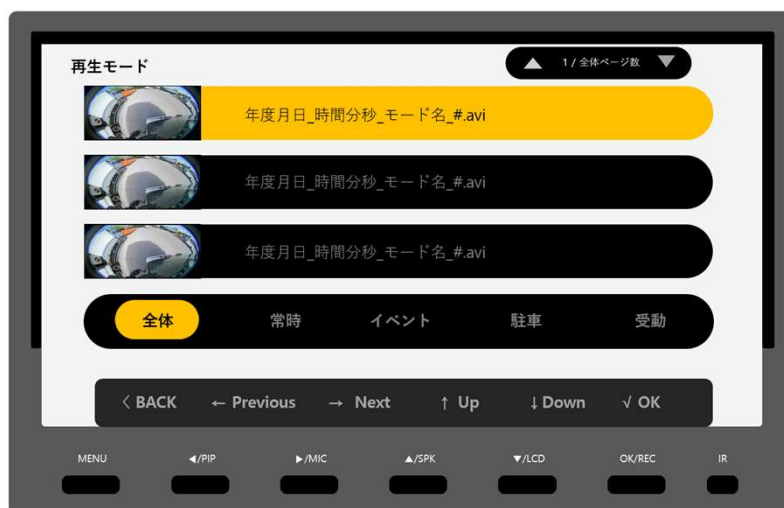 再生モード
▲ 1 / 全体ページ数 ▼
年度月日_時間分秒_モード名_#.avi
年度月日_時間分秒_モード名_#.avi
年度月日_時間分秒_モード名_#.avi
全体 常時 イベント 駐車 受動
〈 BACK ← Previous → Next ↑ Up ↓ Down √ OK
MENU ◀/PIP ▶/MIC ▲/SPK ▼/LCD OK/REC IR